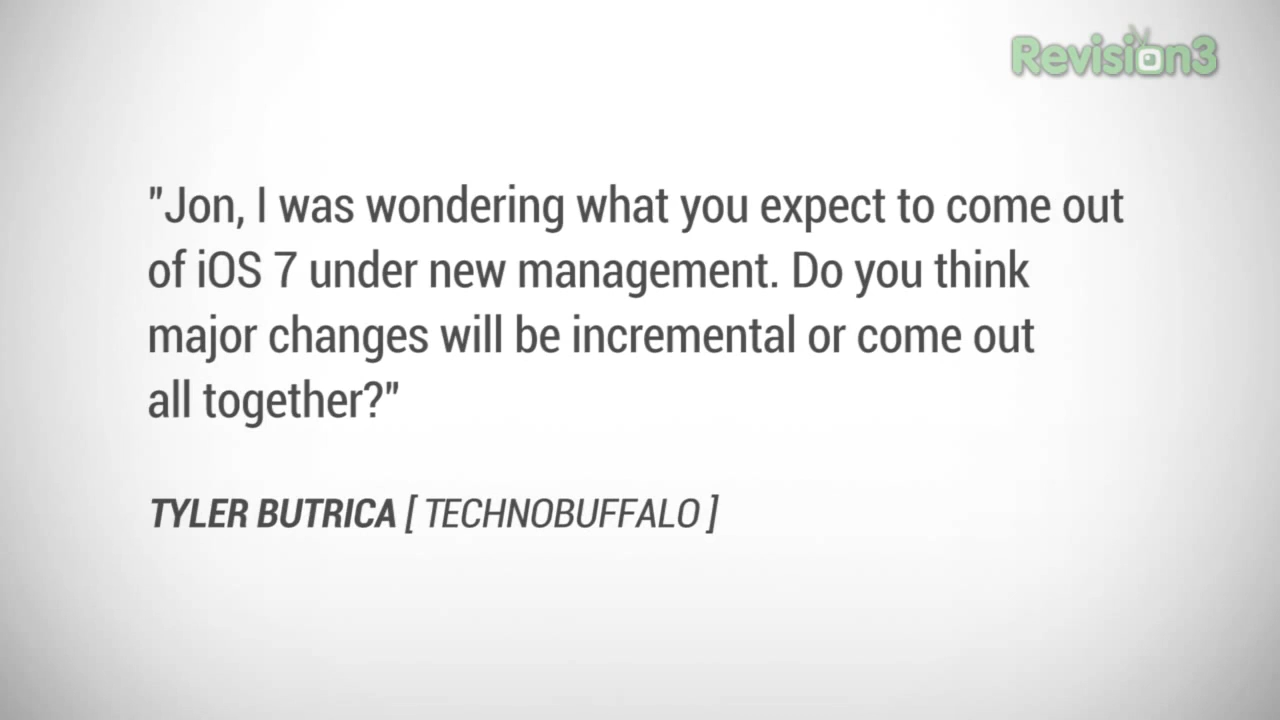 Revision3
"Jon, I was wondering what you expect to come out
of iOS 7 under new management. Do you think
major changes will be incremental or come out
all together?"
TYLER BUTRICA [ TECHNOBUFFALO ]